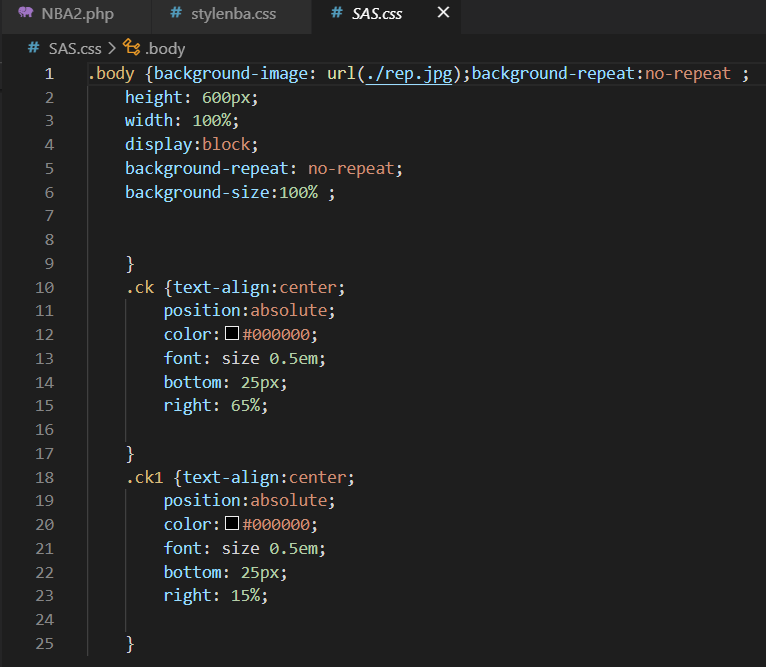 NBA2.php # stylenba.css # SAS.css ×
# SAS.css > .body
1 .body {background-image: url(./rep.jpg);background-repeat:no-repeat ;
2 height: 600px;
3 width: 100%;
4 display:block;
5 background-repeat: no-repeat;
6 background-size:100% ;
7
8
9 }
10 .ck {text-align:center;
11 position:absolute;
12 color:#000000;
13 font: size 0.5em;
14 bottom: 25px;
15 right: 65%;
16
17 }
18 .ck1 {text-align:center;
19 position:absolute;
20 color:#000000;
21 font: size 0.5em;
22 bottom: 25px;
23 right: 15%;
24
25 }